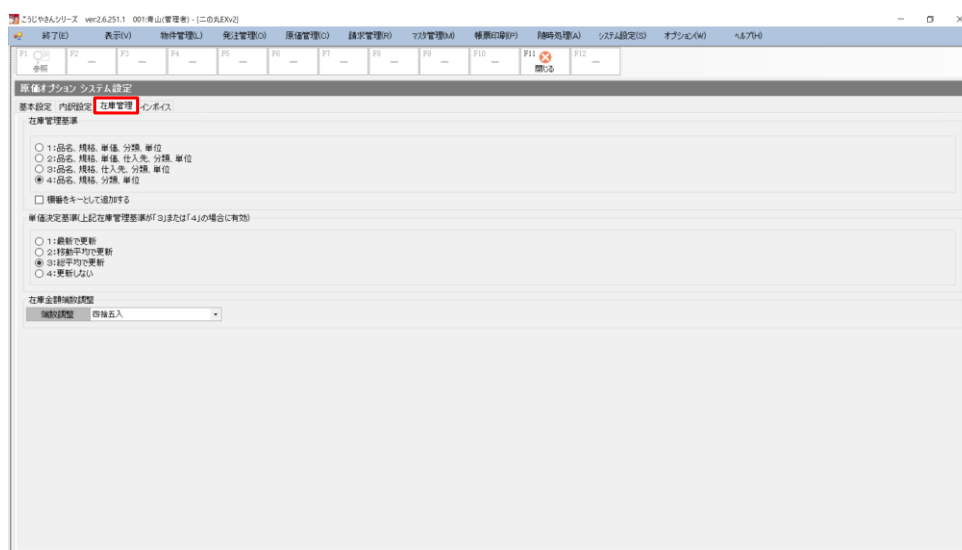 こうじやさんシリーズ ver.2.6.251.1 001:青山(管理者) - [二の丸EXv2]
終了(E) 表示(V) 物件管理(L) 発注管理(O) 原価管理(C) 請求管理(R) マスタ管理(M) 帳票印刷(P) 随時処理(A) システム設定(S) オプション(W) ヘルプ(H)
F1 F2 F3 F4 F5 F6 F7 F8 F9 F10 F11 F12
参照 閉じる
原価オプション システム設定
基本設定 内訳設定 在庫管理 インボイス
在庫管理基準
1:品名、規格、単価、分類、単位
2:品名、規格、単価、仕入先、分類、単位
3:品名、規格、仕入先、分類、単位
4:品名、規格、分類、単位
棚番をキーとして追加する
単価決定基準(上記在庫管理基準が「3」または「4」の場合に有効)
1:最新で更新
2:移動平均で更新
3:総平均で更新
4:更新しない
在庫金額端数調整
端数調整 四捨五入